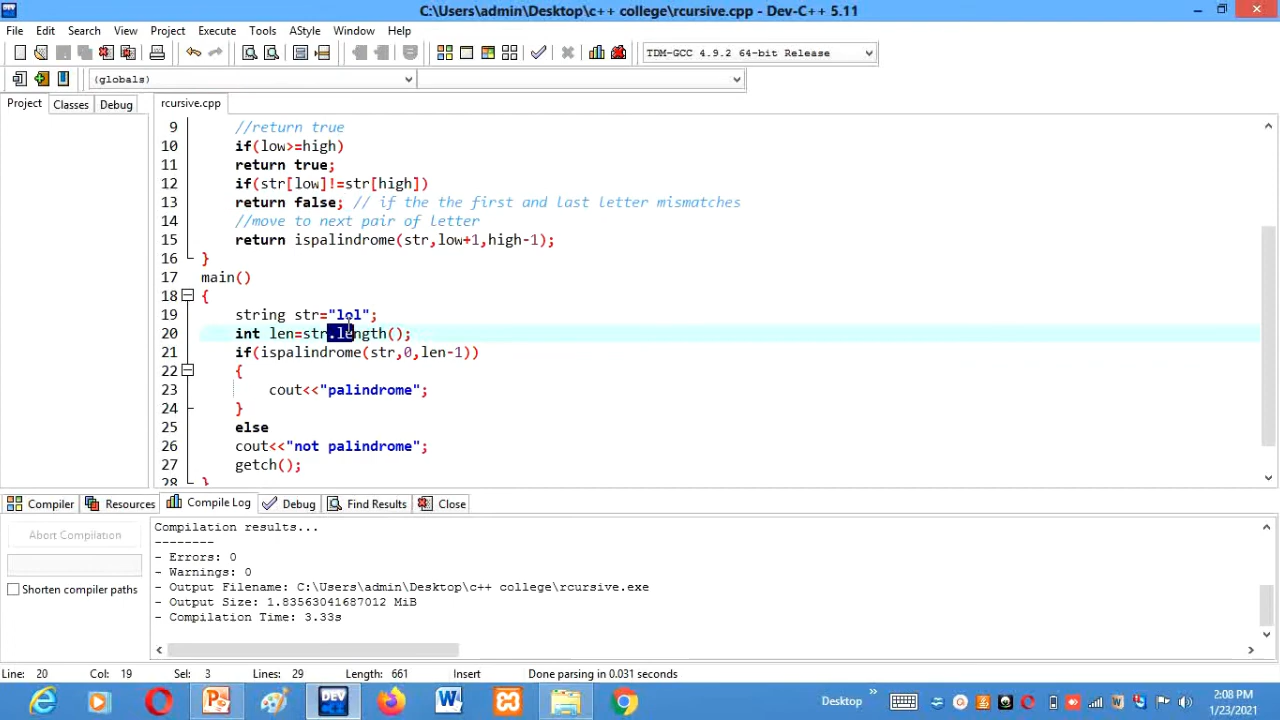 C:\Users\admin\Desktop\c++ college\rcursive.cpp - Dev-C++ 5.11
File Edit Search View Project Execute Tools AStyle Window Help
TDM-GCC 4.9.2 64-bit Release
(globals)
Project Classes Debug
rcursive.cpp
9 //return true
10 if(low>=high)
11 return true;
12 if(str[low]!=str[high])
13 return false; // if the the first and last letter mismatches
14 //move to next pair of letter
15 return ispalindrome(str,low+1,high-1);
16 }
17 main()
18 {
19 string str="lol";
20 int len=str.length();
21 if(ispalindrome(str,0,len-1))
22 {
23 cout<<"palindrome";
24 }
25 else
26 cout<<"not palindrome";
27 getch();
28 }
Compiler Resources Compile Log Debug Find Results Close
Abort Compilation
Shorten compiler paths
Compilation results...
--------
- Errors: 0
- Warnings: 0
- Output Filename: C:\Users\admin\Desktop\c++ college\rcursive.exe
- Output Size: 1.83563041687012 MiB
- Compilation Time: 3.33s
Line: 20 Col: 19 Sel: 3 Lines: 29 Length: 661 Insert Done parsing in 0.031 seconds
Desktop
2:08 PM
1/23/2021